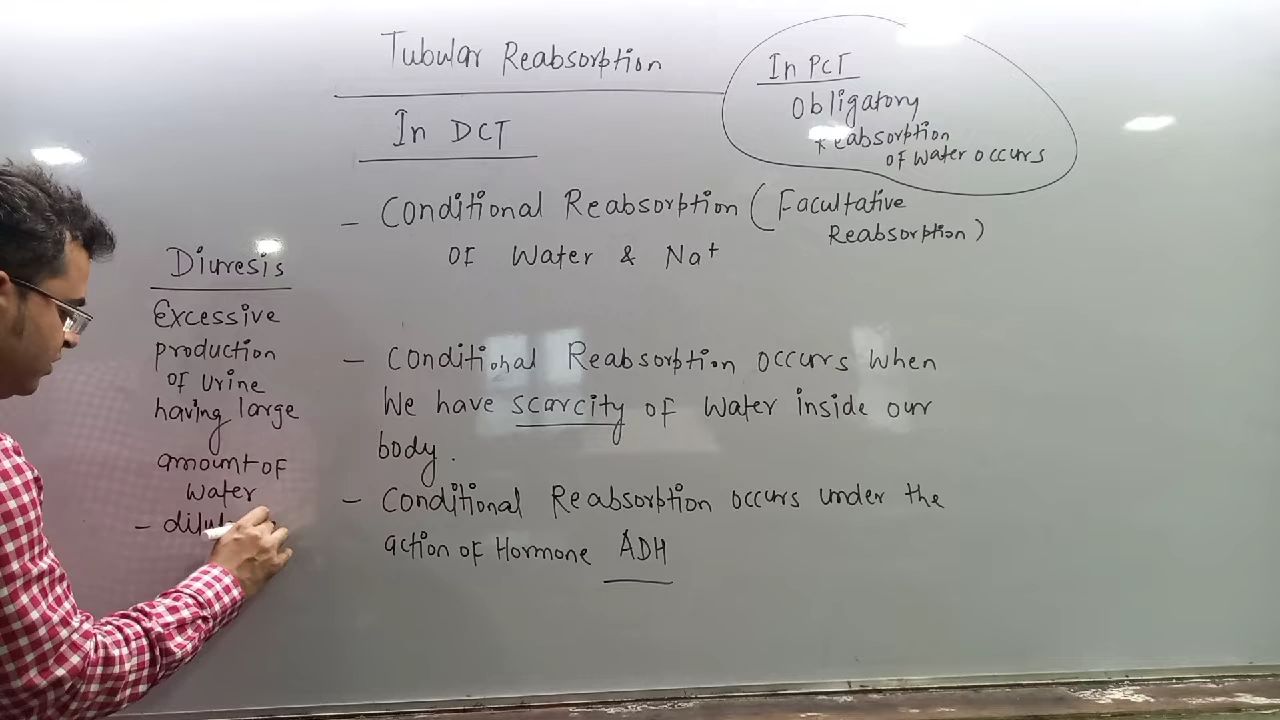 Tubular Reabsorption
In DCT
In PCT
Obligatory
Reabsorption
of water occurs
- Conditional Reabsorption (Facultative
Reabsorption)
of Water & Na+
Diuresis
Excessive
production
of urine
having large
amount of
water
-
- Conditional Reabsorption occurs when
We have scarcity of water inside our
body.
- Conditional Reabsorption occurs under the
action of Hormone ADH